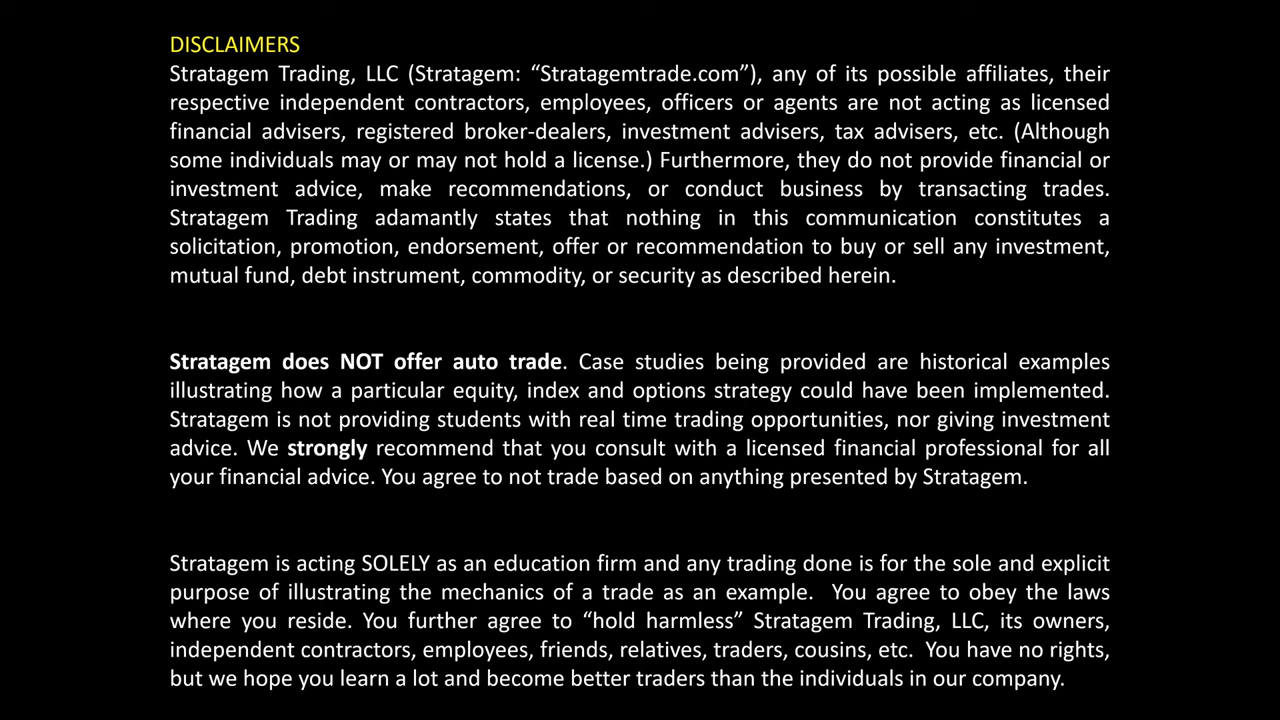 DISCLAIMERS
Stratagem Trading, LLC (Stratagem: “Stratagemtrade.com”), any of its possible affiliates, their
respective independent contractors, employees, officers or agents are not acting as licensed
financial advisers, registered broker-dealers, investment advisers, tax advisers, etc. (Although
some individuals may or may not hold a license.) Furthermore, they do not provide financial or
investment advice, make recommendations, or conduct business by transacting trades.
Stratagem Trading adamantly states that nothing in this communication constitutes a
solicitation, promotion, endorsement, offer or recommendation to buy or sell any investment,
mutual fund, debt instrument, commodity, or security as described herein.
Stratagem does NOT offer auto trade. Case studies being provided are historical examples
illustrating how a particular equity, index and options strategy could have been implemented.
Stratagem is not providing students with real time trading opportunities, nor giving investment
advice. We strongly recommend that you consult with a licensed financial professional for all
your financial advice. You agree to not trade based on anything presented by Stratagem.
Stratagem is acting SOLELY as an education firm and any trading done is for the sole and explicit
purpose of illustrating the mechanics of a trade as an example.  You agree to obey the laws
where you reside. You further agree to “hold harmless” Stratagem Trading, LLC, its owners,
independent contractors, employees, friends, relatives, traders, cousins, etc.  You have no rights,
but we hope you learn a lot and become better traders than the individuals in our company.